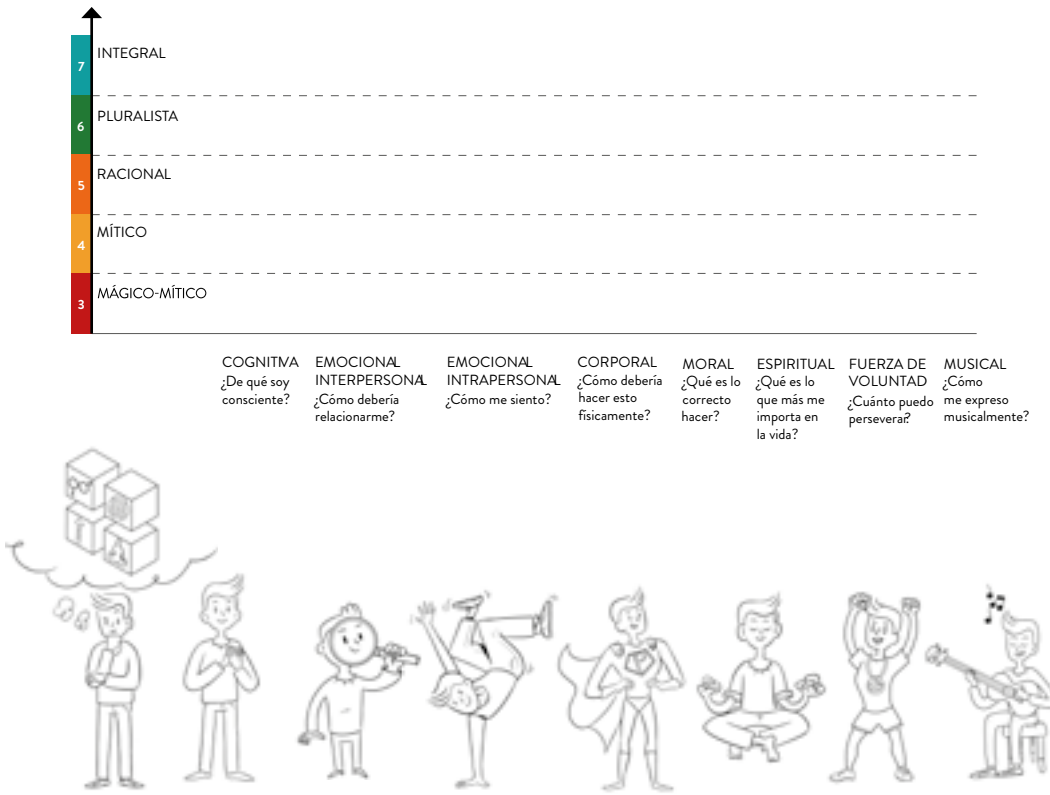 7
INTEGRAL
6
PLURALISTA
5
RACIONAL
4
MÍTICO
3
MÁGICO-MÍTICO
COGNITIVA
¿De qué soy
consciente?
EMOCIONAL
INTERPERSONAL
¿Cómo debería
relacionarme?
EMOCIONAL
INTRAPERSONAL
¿Cómo me siento?
CORPORAL
¿Cómo debería
hacer esto
físicamente?
MORAL
¿Qué es lo
correcto
hacer?
ESPIRITUAL
¿Qué es lo
que más me
importa en
la vida?
FUERZA DE
VOLUNTAD
¿Cuánto puedo
perseverar?
MUSICAL
¿Cómo
me expreso
musicalmente?